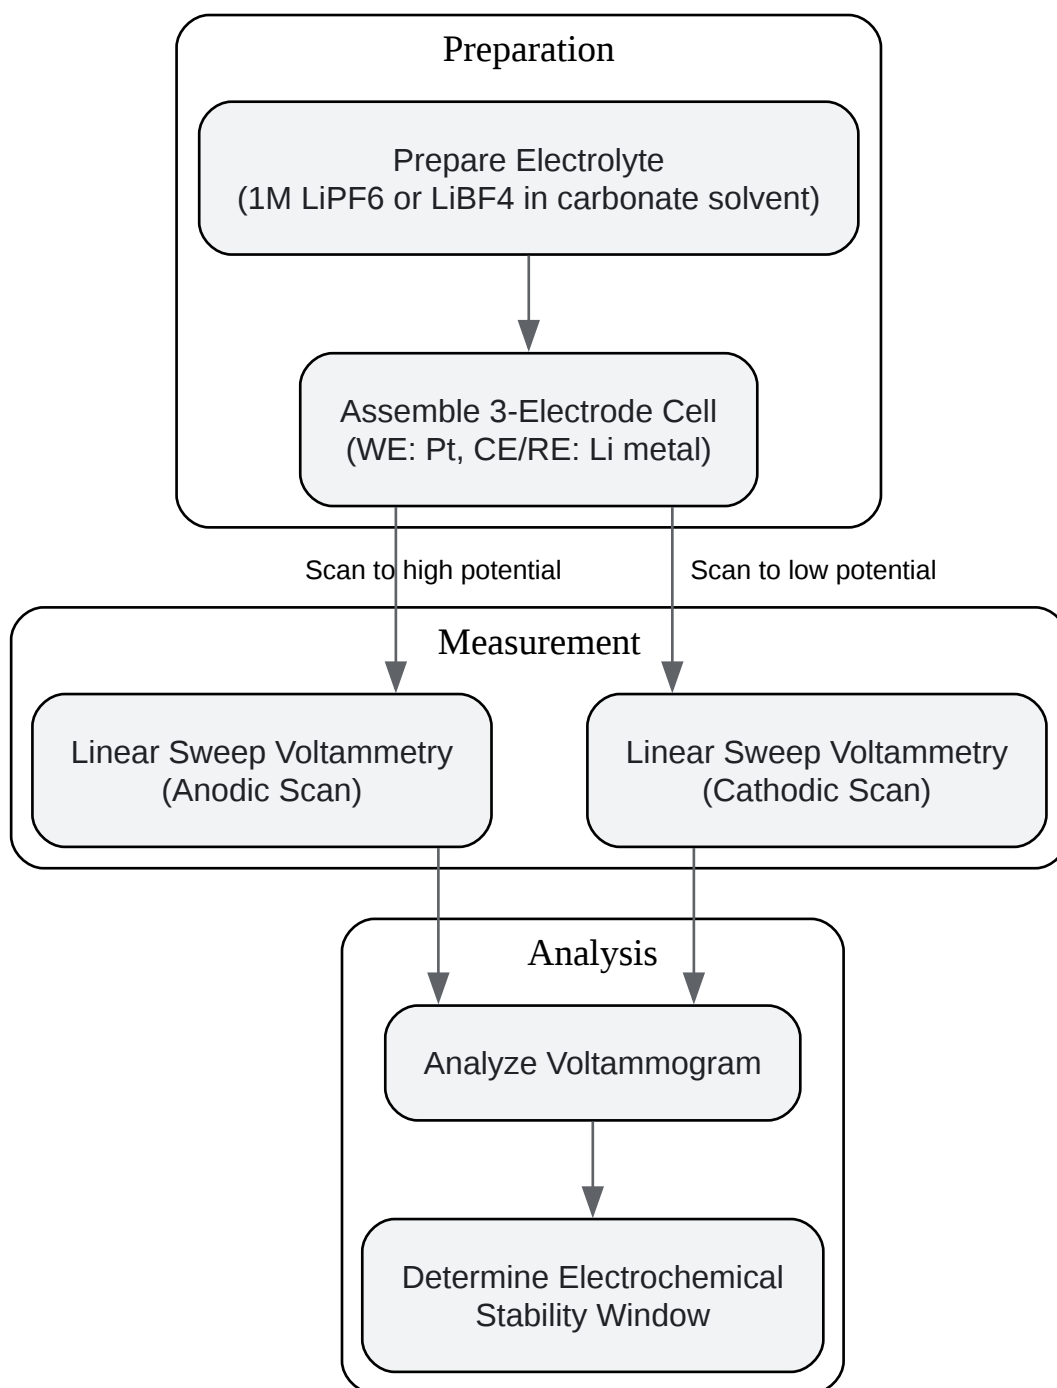 Preparation
Prepare Electrolyte
(1M LiPF6 or LiBF4 in carbonate solvent)
Assemble 3-Electrode Cell
(WE: Pt, CE/RE: Li metal)
Scan to high potential
Scan to low potential
Measurement
Linear Sweep Voltammetry
(Anodic Scan)
Linear Sweep Voltammetry
(Cathodic Scan)
Analysis
Analyze Voltammogram
Determine Electrochemical
Stability Window